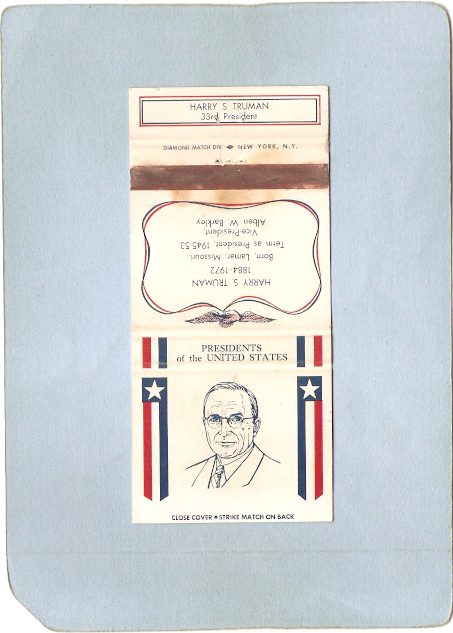 HARRY S. TRUMAN
33rd President
DIAMOND MATCH DIV. NEW YORK, N.Y.
HARRY S. TRUMAN
1884-1972
Born, Lamar, Missouri.
Term as President, 1945-53.
Vice-President,
Alben W. Barkley
PRESIDENTS
of the UNITED STATES
CLOSE COVER STRIKE MATCH ON BACK